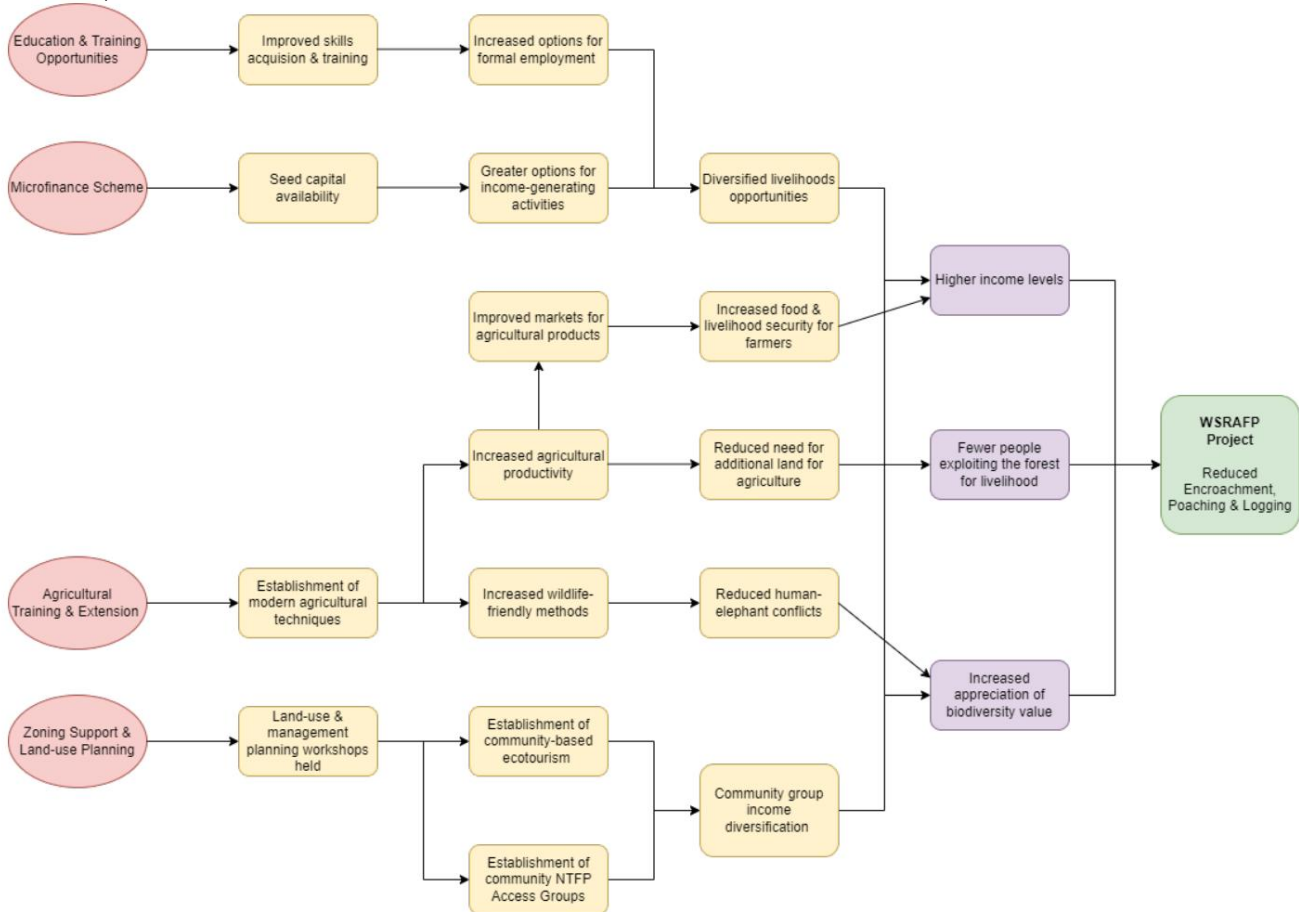 Education & Training
Opportunities
Improved skills
acquision & training
Increased options for
formal employment
Microfinance Scheme
Seed capital
availability
Greater options for
income-generating
activities
Diversified livelihoods
opportunities
Higher income levels
Improved markets for
agricultural products
Increased food &
livelihood security for
farmers
WSRAFP
Project
Reduced
Encroachment,
Poaching & Logging
Increased agricultural
productivity
Reduced need for
additional land for
agriculture
Fewer people
exploiting the forest
for livelihood
Agricultural
Training & Extension
Establishment of
modern agricultural
techniques
Increased wildlife-
friendly methods
Reduced human-
elephant conflicts
Increased
appreciation of
biodiversity value
Zoning Support &
Land-use Planning
Land-use &
management
planning workshops
held
Establishment of
community-based
ecotourism
Community group
income
diversification
Establishment of
community NTFP
Access Groups